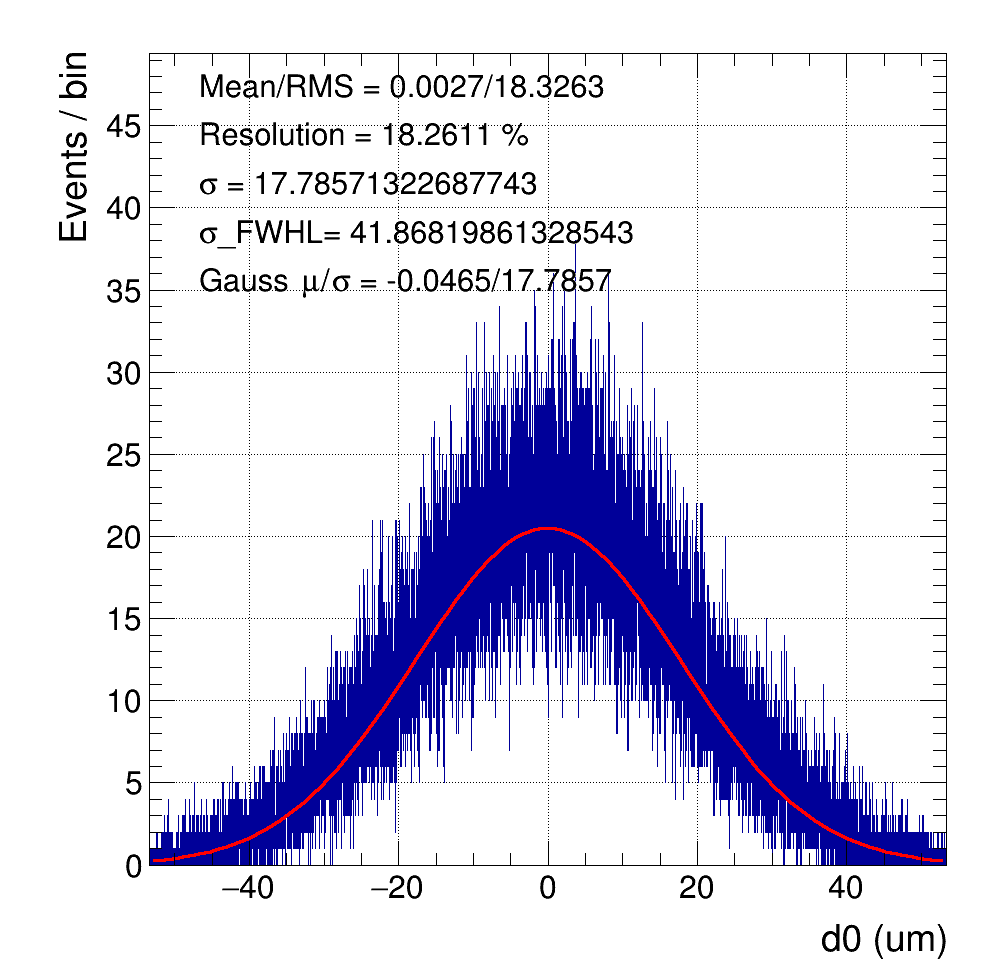 Events / bin
Mean/RMS = 0.0027/18.3263
Resolution = 18.2611 %
σ = 17.78571322687743
σ_FWHL= 41.86819861328543
Gauss μ/σ = -0.0465/17.7857
45
40
35
30
25
20
15
10
5
0
−40 −20 0 20 40
d0 (um)